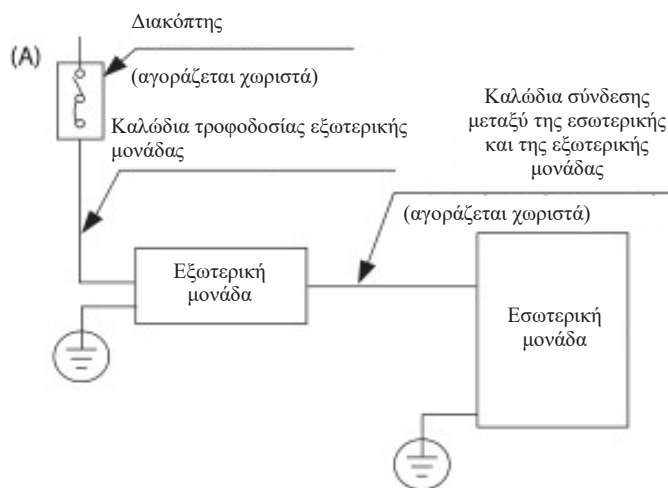 Διακόπτης
(A)
(αγοράζεται χωριστά)
Καλώδια τροφοδοσίας εξωτερικής
μονάδας
Καλώδια σύνδεσης
μεταξύ της εσωτερικής
και της εξωτερικής
μονάδας
(αγοράζεται χωριστά)
Εξωτερική
μονάδα
Εσωτερική
μονάδα